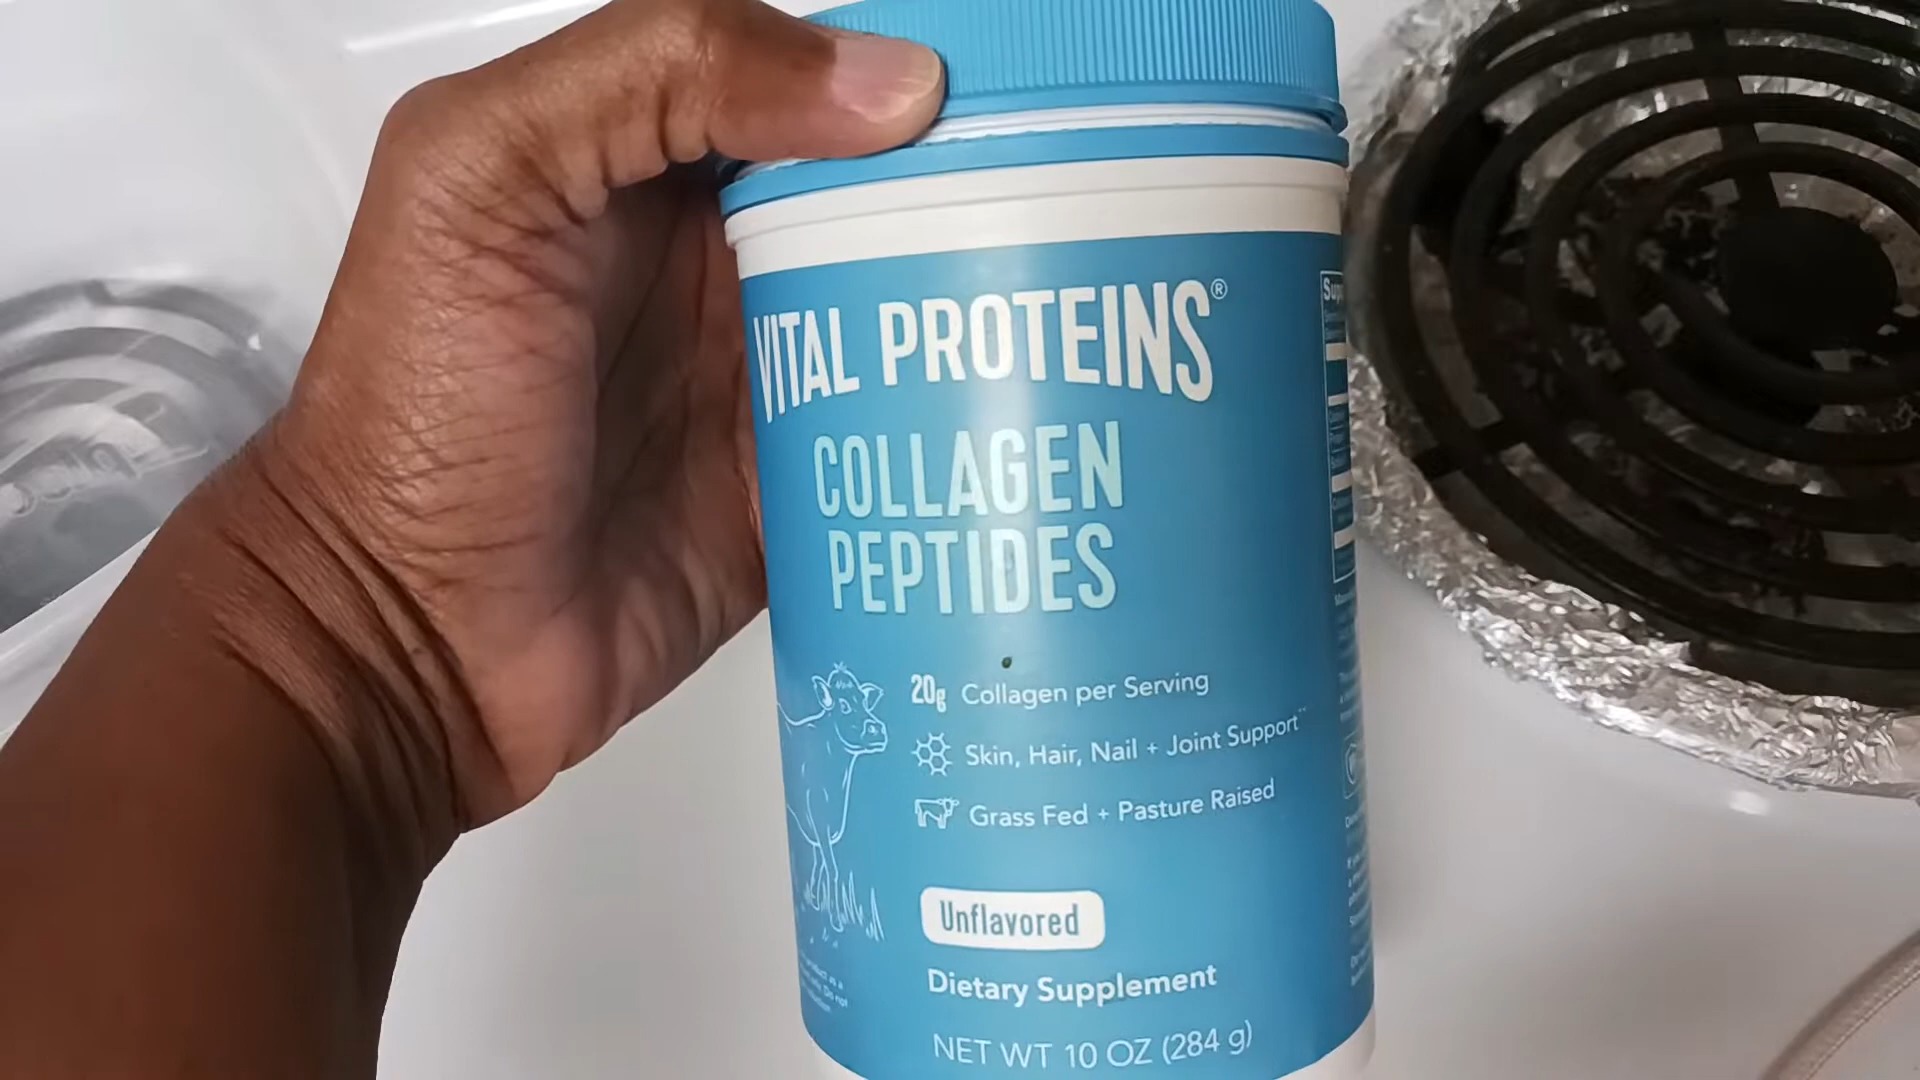 VITAL PROTEINS®
COLLAGEN
PEPTIDES
20g Collagen per Serving
Skin, Hair, Nail + Joint Support
Grass Fed + Pasture Raised
Unflavored
Dietary Supplement
NET WT 10 OZ (284 g)